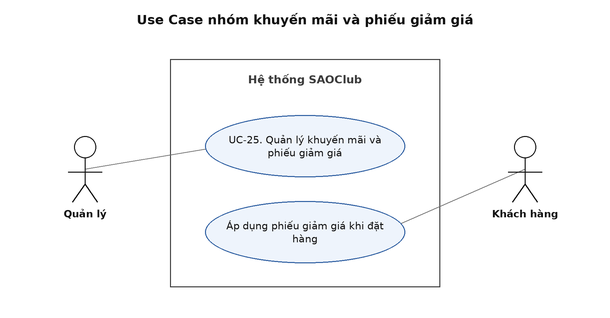 Use Case nhóm khuyến mãi và phiếu giảm giá
Hệ thống SAOClub
UC-25. Quản lý khuyến mãi và
phiếu giảm giá
Quản lý
Khách hàng
Áp dụng phiếu giảm giá khi đặt
hàng